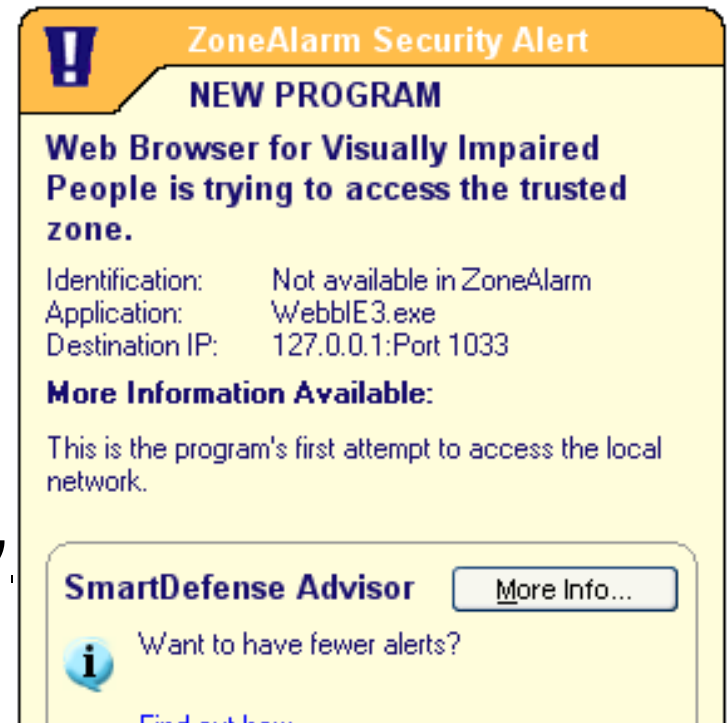 ZoneAlarm Security Alert
NEW PROGRAM
Web Browser for Visually Impaired
People is trying to access the trusted
zone.
Identification: Not available in ZoneAlarm
Application: WebbIE3.exe
Destination IP: 127.0.0.1:Port 1033
More Information Available:
This is the program's first attempt to access the local
network.
SmartDefense Advisor More Info...
Want to have fewer alerts?
Find out how